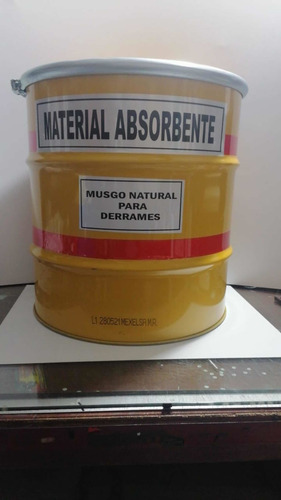 MATERIAL ABSORBENTE
MUSGO NATURAL
PARA
DERRAMES